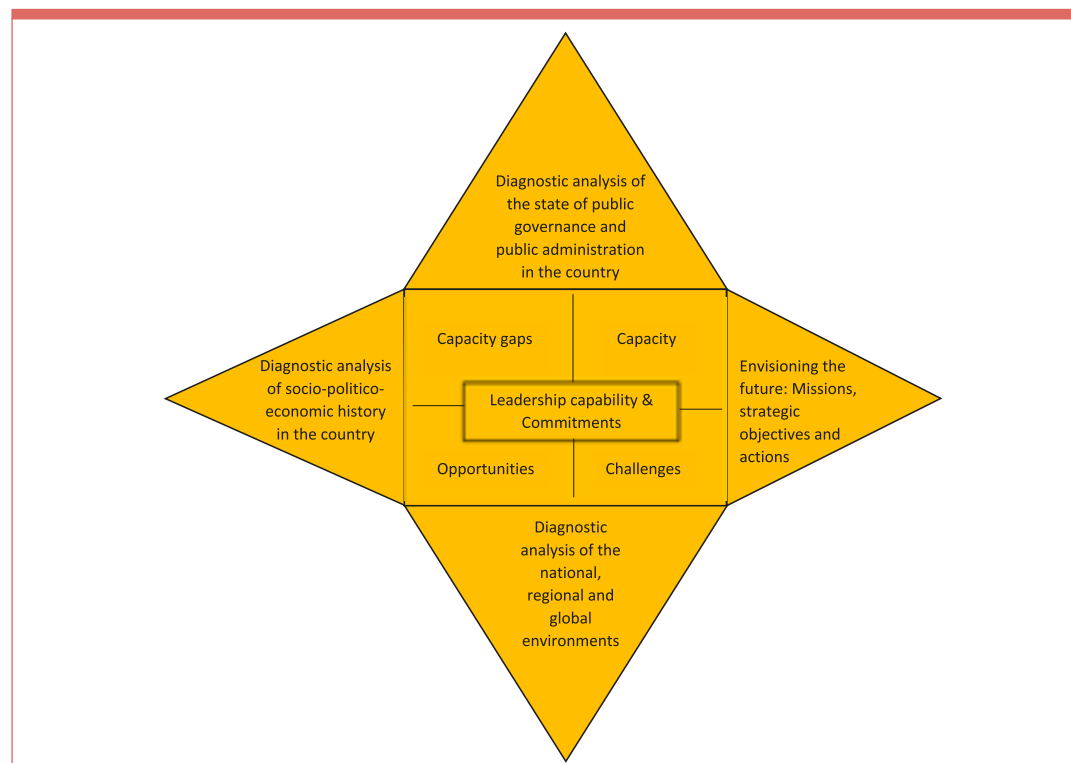 Diagnostic analysis of
the state of public
governance and
public administration
in the country
Capacity gaps
Capacity
Diagnostic analysis
of socio-politico-
economic history
in the country
Leadership capability &
Commitments
Envisioning the
future: Missions,
strategic
objectives and
actions
Opportunities
Challenges
Diagnostic
analysis of the
national,
regional and
global
environments